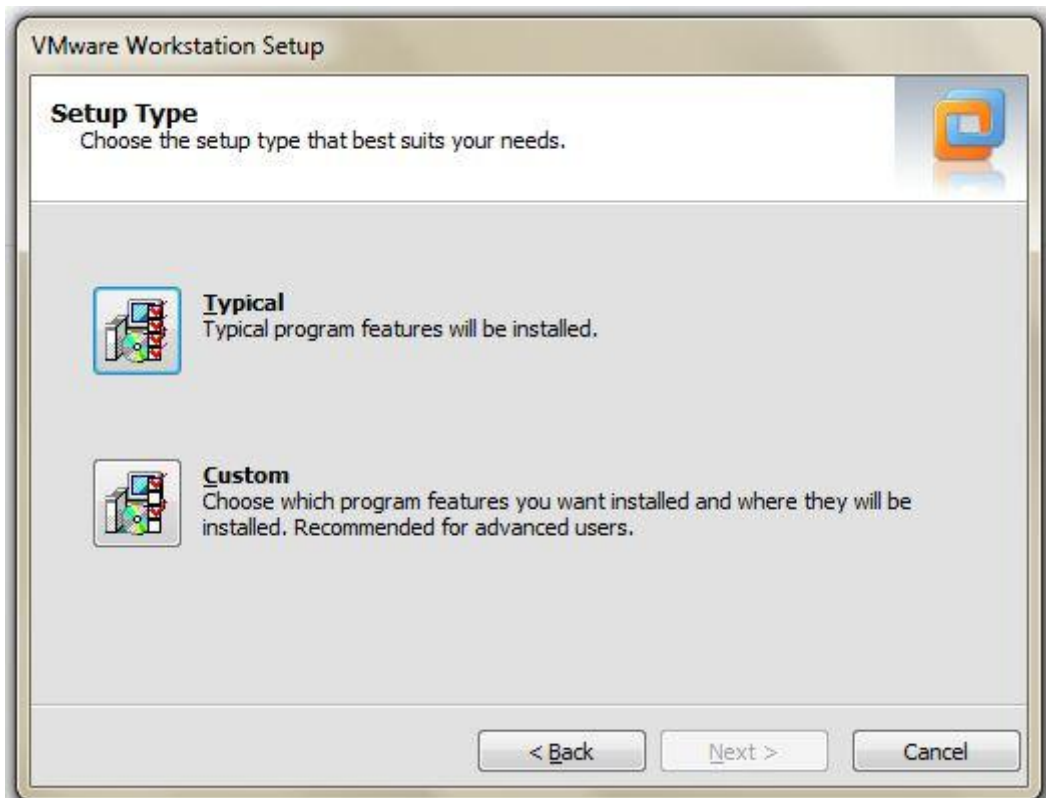 VMware Workstation Setup
Setup Type
Choose the setup type that best suits your needs.
Typical
Typical program features will be installed.
Custom
Choose which program features you want installed and where they will be
installed. Recommended for advanced users.
< Back
Next >
Cancel